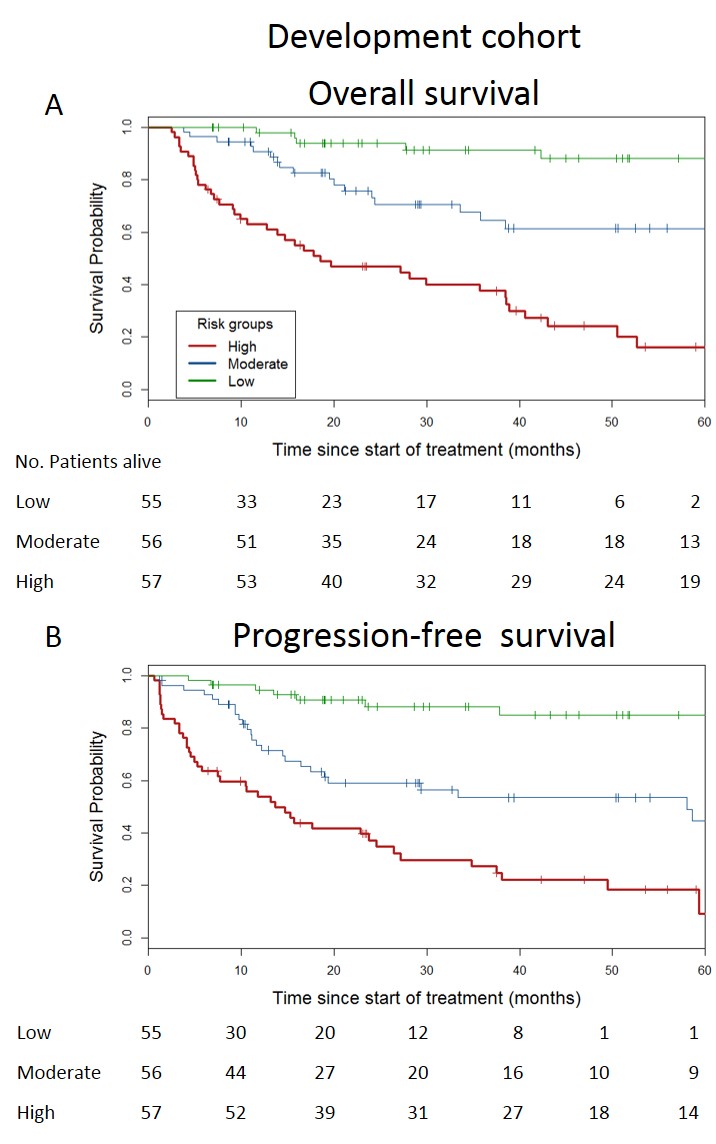 Development cohort
A
Overall survival
1.0
0.8
0.6
0.4
0.2
0.0
Survival Probability
Risk groups
High
Moderate
Low
0 10 20 30 40 50 60
Time since start of treatment (months)
No. Patients alive
Low 55 33 23 17 11 6 2
Moderate 56 51 35 24 18 18 13
High 57 53 40 32 29 24 19
B
Progression-free survival
1.0
0.8
0.6
0.4
0.2
0.0
Survival Probability
0 10 20 30 40 50 60
Time since start of treatment (months)
Low 55 30 20 12 8 1 1
Moderate 56 44 27 20 16 10 9
High 57 52 39 31 27 18 14